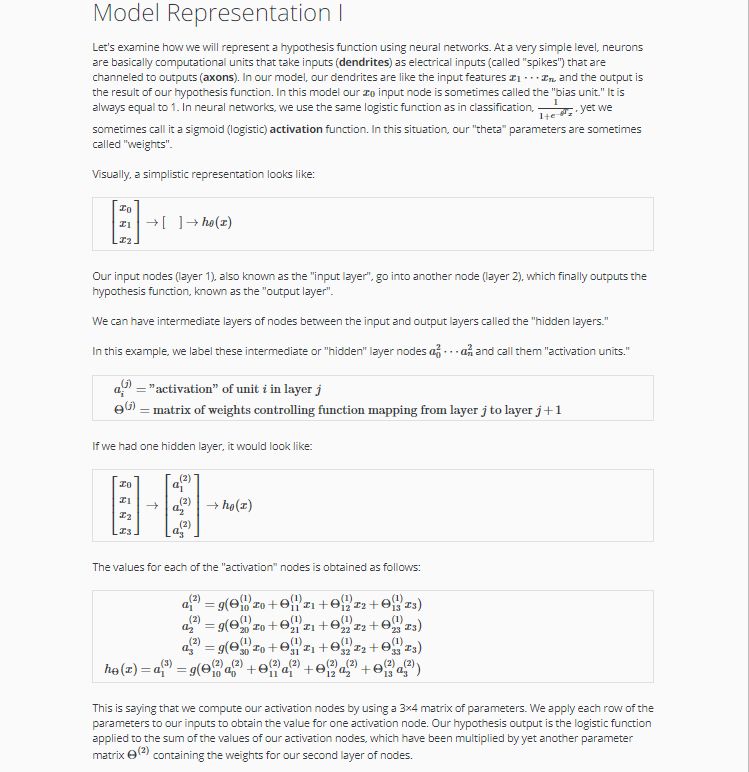 Model Representation I
Let's examine how we will represent a hypothesis function using neural networks. At a very simple level, neurons
are basically computational units that take inputs (dendrites) as electrical inputs (called "spikes") that are
channeled to outputs (axons). In our model, our dendrites are like the input features x₁ ⋯ xₙ, and the output is
the result of our hypothesis function. In this model our x₀ input node is sometimes called the "bias unit." It is
always equal to 1. In neural networks, we use the same logistic function as in classification, 1/(1+e^(−θᵀx)), yet we
sometimes call it a sigmoid (logistic) activation function. In this situation, our "theta" parameters are sometimes
called "weights".
Visually, a simplistic representation looks like:
[x₀ x₁ x₂] → [ ] → hθ(x)
Our input nodes (layer 1), also known as the "input layer", go into another node (layer 2), which finally outputs the
hypothesis function, known as the "output layer".
We can have intermediate layers of nodes between the input and output layers called the "hidden layers."
In this example, we label these intermediate or "hidden" layer nodes a₀² ⋯ aₙ² and call them "activation units."
aᵢ^(j) = "activation" of unit i in layer j
Θ^(j) = matrix of weights controlling function mapping from layer j to layer j+1
If we had one hidden layer, it would look like:
[x₀ x₁ x₂ x₃] → [a₁^(2) a₂^(2) a₃^(2)] → hθ(x)
The values for each of the "activation" nodes is obtained as follows:
a₁^(2) = g(Θ₁₀^(1)x₀ + Θ₁₁^(1)x₁ + Θ₁₂^(1)x₂ + Θ₁₃^(1)x₃)
a₂^(2) = g(Θ₂₀^(1)x₀ + Θ₂₁^(1)x₁ + Θ₂₂^(1)x₂ + Θ₂₃^(1)x₃)
a₃^(2) = g(Θ₃₀^(1)x₀ + Θ₃₁^(1)x₁ + Θ₃₂^(1)x₂ + Θ₃₃^(1)x₃)
hΘ(x) = a₁^(3) = g(Θ₁₀^(2)a₀^(2) + Θ₁₁^(2)a₁^(2) + Θ₁₂^(2)a₂^(2) + Θ₁₃^(2)a₃^(2))
This is saying that we compute our activation nodes by using a 3×4 matrix of parameters. We apply each row of the
parameters to our inputs to obtain the value for one activation node. Our hypothesis output is the logistic function
applied to the sum of the values of our activation nodes, which have been multiplied by yet another parameter
matrix Θ^(2) containing the weights for our second layer of nodes.